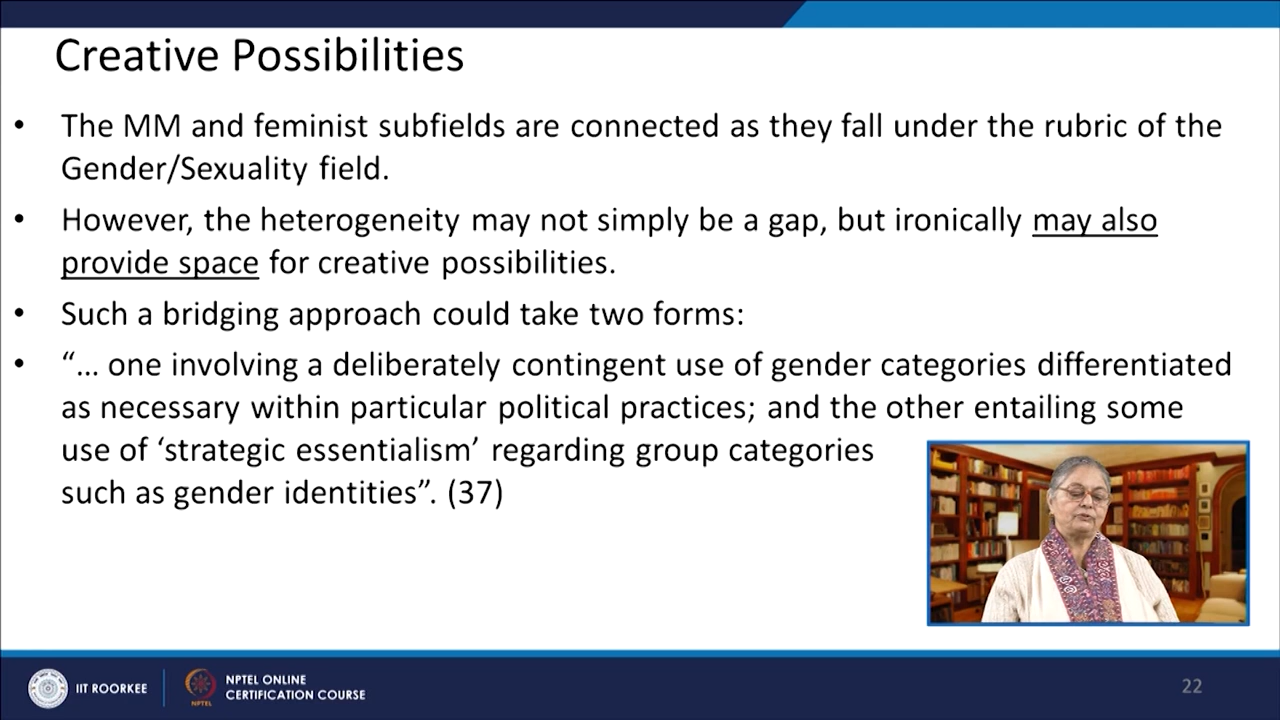 Creative Possibilities
• The MM and feminist subfields are connected as they fall under the rubric of the
Gender/Sexuality field.
• However, the heterogeneity may not simply be a gap, but ironically may also
provide space for creative possibilities.
• Such a bridging approach could take two forms:
• “… one involving a deliberately contingent use of gender categories differentiated
as necessary within particular political practices; and the other entailing some
use of ‘strategic essentialism’ regarding group categories
such as gender identities”. (37)
IIT ROORKEE
NPTEL
NPTEL ONLINE
CERTIFICATION COURSE
22